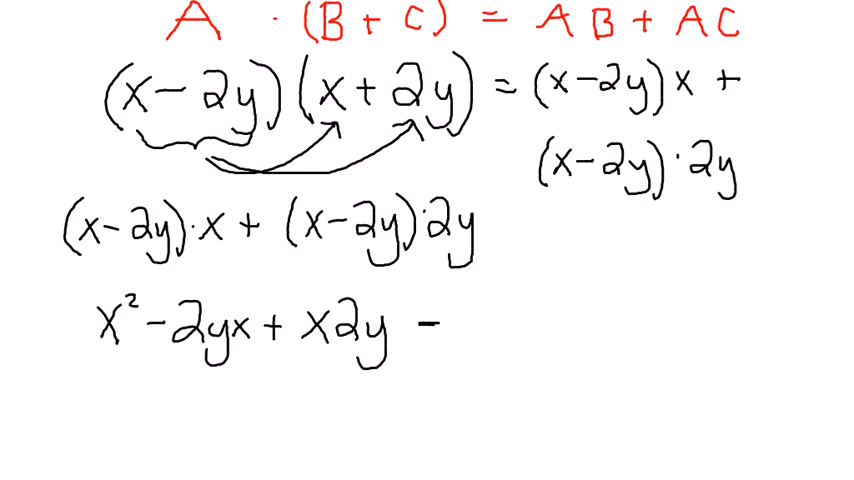 A · (B + C) = AB + AC
(x - 2y)(x + 2y) = (x - 2y)x +
(x - 2y) · 2y
(x - 2y) · x + (x - 2y) · 2y
x² - 2yx + x2y -